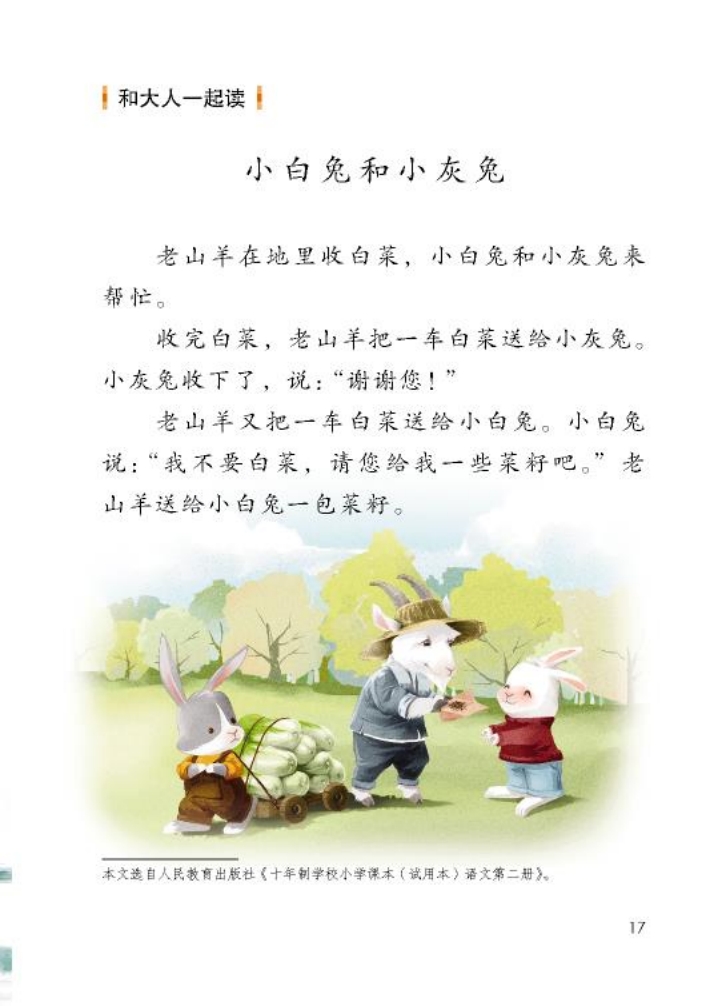 和大人一起读
小白兔和小灰兔
老山羊在地里收白菜，小白兔和小灰兔来
帮忙。
收完白菜，老山羊把一车白菜送给小灰兔。
小灰兔收下了，说：“谢谢您！”
老山羊又把一车白菜送给小白兔。小白兔
说：“我不要白菜，请您给我一些菜籽吧。”老
山羊送给小白兔一包菜籽。
本文选自人民教育出版社《十年制学校小学课本（试用本）语文第二册》。
17